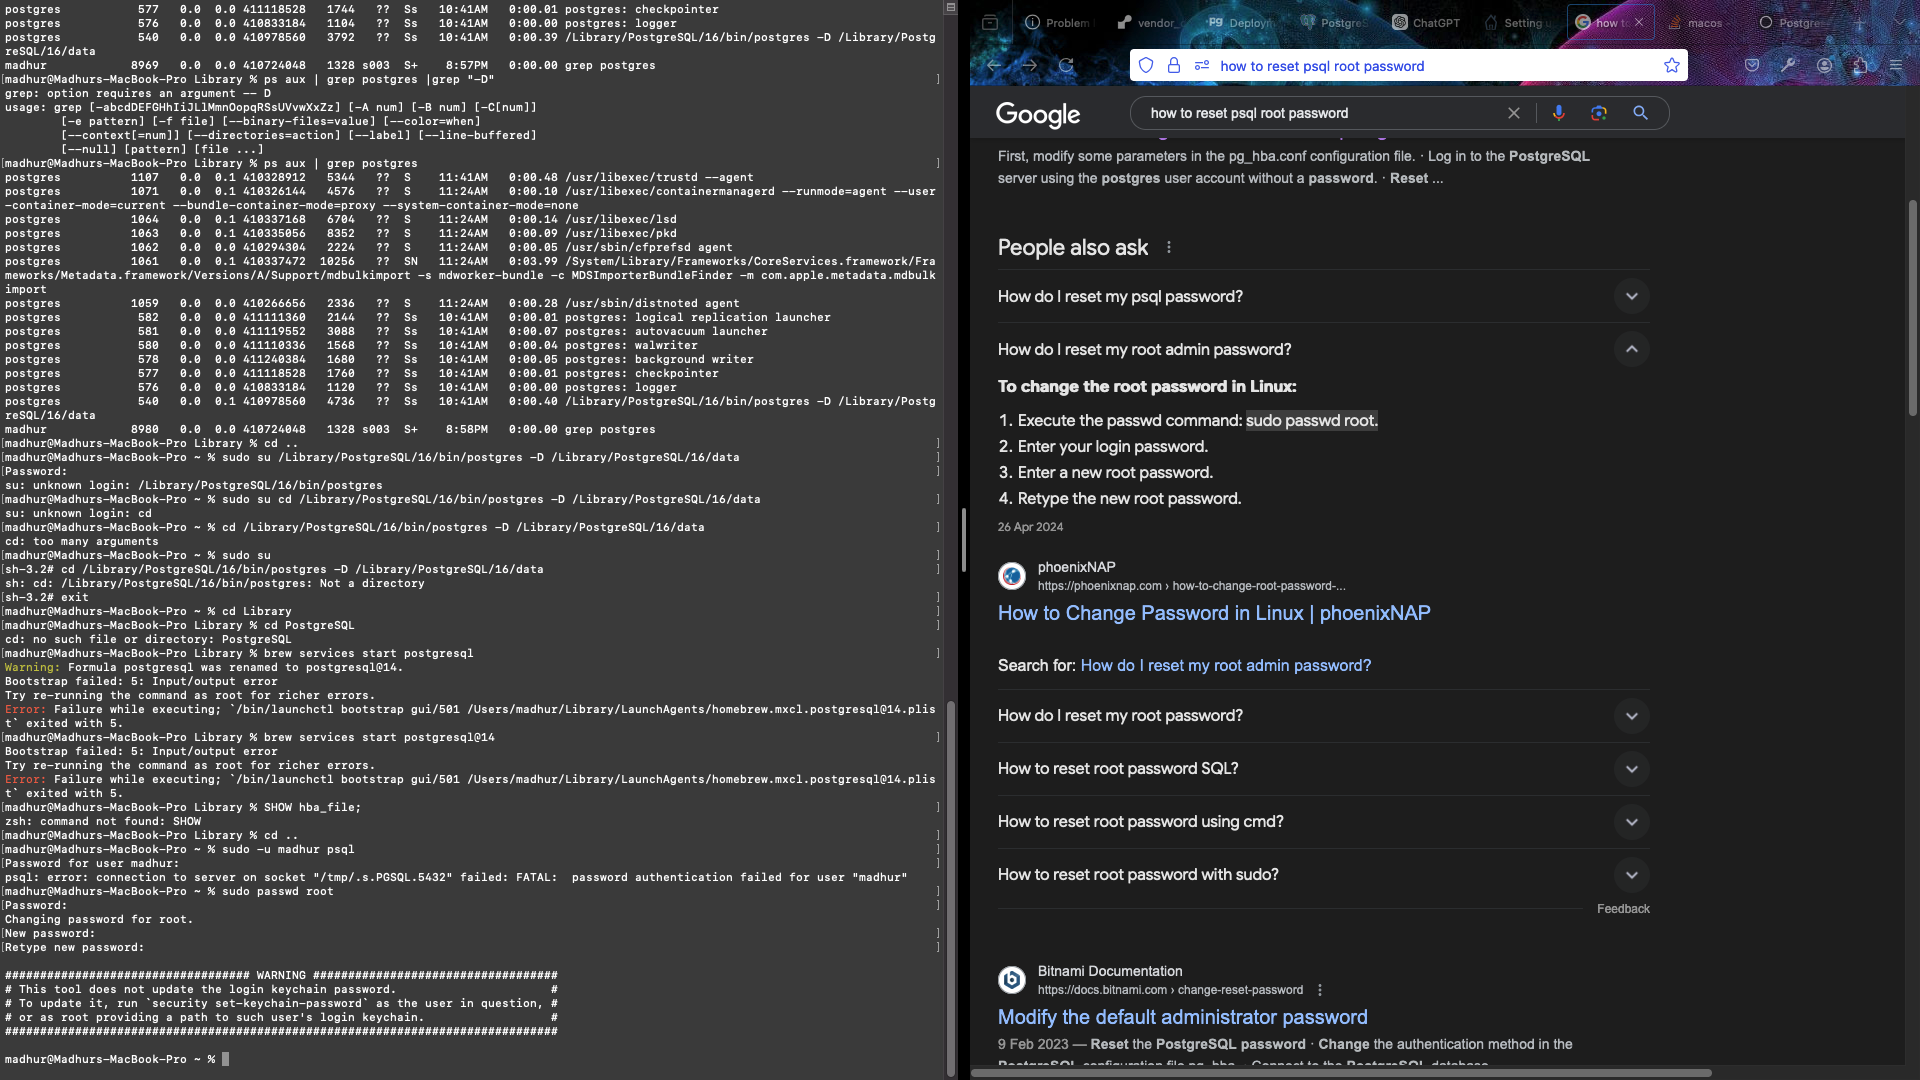 postgres 577 0.0 0.0 411118528 1744 ?? Ss 10:41AM 0:00.01 postgres: checkpointer
postgres 576 0.0 0.0 410833184 1104 ?? Ss 10:41AM 0:00.00 postgres: logger
postgres 540 0.0 0.0 410978560 3792 ?? Ss 10:41AM 0:00.39 /Library/PostgreSQL/16/bin/postgres -D /Library/Postg
reSQL/16/data
madhur 8969 0.0 0.0 410724048 1328 s003 S+ 8:57PM 0:00.00 grep postgres
[madhur@Madhurs-MacBook-Pro Library % ps aux | grep postgres |grep "-D" ]
grep: option requires an argument -- D
usage: grep [-abcdDEFGHhIiJLlMmnOopqRSsUVvwXxZz] [-A num] [-B num] [-C[num]]
[-e pattern] [-f file] [--binary-files=value] [--color=when]
[--context[=num]] [--directories=action] [--label] [--line-buffered]
[--null] [pattern] [file ...]
[madhur@Madhurs-MacBook-Pro Library % ps aux | grep postgres ]
postgres 1107 0.0 0.1 410328912 5344 ?? S 11:41AM 0:00.48 /usr/libexec/trustd --agent
postgres 1071 0.0 0.1 410326144 4576 ?? S 11:24AM 0:00.10 /usr/libexec/containermanagerd --runmode=agent --user
-container-mode=current --bundle-container-mode=proxy --system-container-mode=none
postgres 1064 0.0 0.1 410337168 6704 ?? S 11:24AM 0:00.14 /usr/libexec/lsd
postgres 1063 0.0 0.1 410335056 8352 ?? S 11:24AM 0:00.09 /usr/libexec/pkd
postgres 1062 0.0 0.0 410294304 2224 ?? S 11:24AM 0:00.05 /usr/sbin/cfprefsd agent
postgres 1061 0.0 0.1 410337472 10256 ?? SN 11:24AM 0:03.99 /System/Library/Frameworks/CoreServices.framework/Fra
meworks/Metadata.framework/Versions/A/Support/mdbulkimport -s mdworker-bundle -c MDSImporterBundleFinder -m com.apple.metadata.mdbulk
import
postgres 1059 0.0 0.0 410266656 2336 ?? S 11:24AM 0:00.28 /usr/sbin/distnoted agent
postgres 582 0.0 0.0 411111360 2144 ?? Ss 10:41AM 0:00.01 postgres: logical replication launcher
postgres 581 0.0 0.0 411119552 3088 ?? Ss 10:41AM 0:00.07 postgres: autovacuum launcher
postgres 580 0.0 0.0 411110336 1568 ?? Ss 10:41AM 0:00.04 postgres: walwriter
postgres 578 0.0 0.0 411240384 1680 ?? Ss 10:41AM 0:00.05 postgres: background writer
postgres 577 0.0 0.0 411118528 1760 ?? Ss 10:41AM 0:00.01 postgres: checkpointer
postgres 576 0.0 0.0 410833184 1120 ?? Ss 10:41AM 0:00.00 postgres: logger
postgres 540 0.0 0.1 410978560 4736 ?? Ss 10:41AM 0:00.40 /Library/PostgreSQL/16/bin/postgres -D /Library/Postg
reSQL/16/data
madhur 8980 0.0 0.0 410724048 1328 s003 S+ 8:58PM 0:00.00 grep postgres
[madhur@Madhurs-MacBook-Pro Library % cd .. ]
[madhur@Madhurs-MacBook-Pro ~ % sudo su /Library/PostgreSQL/16/bin/postgres -D /Library/PostgreSQL/16/data ]
[Password: ]
su: unknown login: /Library/PostgreSQL/16/bin/postgres
[madhur@Madhurs-MacBook-Pro ~ % sudo su cd /Library/PostgreSQL/16/bin/postgres -D /Library/PostgreSQL/16/data ]
su: unknown login: cd
[madhur@Madhurs-MacBook-Pro ~ % cd /Library/PostgreSQL/16/bin/postgres -D /Library/PostgreSQL/16/data ]
cd: too many arguments
[madhur@Madhurs-MacBook-Pro ~ % sudo su ]
[sh-3.2# cd /Library/PostgreSQL/16/bin/postgres -D /Library/PostgreSQL/16/data ]
sh: cd: /Library/PostgreSQL/16/bin/postgres: Not a directory
[sh-3.2# exit ]
[madhur@Madhurs-MacBook-Pro ~ % cd Library ]
[madhur@Madhurs-MacBook-Pro Library % cd PostgreSQL ]
cd: no such file or directory: PostgreSQL
[madhur@Madhurs-MacBook-Pro Library % brew services start postgresql ]
Warning: Formula postgresql was renamed to postgresql@14.
Bootstrap failed: 5: Input/output error
Try re-running the command as root for richer errors.
Error: Failure while executing; `/bin/launchctl bootstrap gui/501 /Users/madhur/Library/LaunchAgents/homebrew.mxcl.postgresql@14.plis
t` exited with 5.
[madhur@Madhurs-MacBook-Pro Library % brew services start postgresql@14 ]
Bootstrap failed: 5: Input/output error
Try re-running the command as root for richer errors.
Error: Failure while executing; `/bin/launchctl bootstrap gui/501 /Users/madhur/Library/LaunchAgents/homebrew.mxcl.postgresql@14.plis
t` exited with 5.
[madhur@Madhurs-MacBook-Pro Library % SHOW hba_file; ]
zsh: command not found: SHOW
[madhur@Madhurs-MacBook-Pro Library % cd .. ]
[madhur@Madhurs-MacBook-Pro ~ % sudo -u madhur psql ]
[Password for user madhur: ]
psql: error: connection to server on socket "/tmp/.s.PGSQL.5432" failed: FATAL:  password authentication failed for user "madhur"
[madhur@Madhurs-MacBook-Pro ~ % sudo passwd root ]
[Password: ]
Changing password for root.
[New password: ]
[Retype new password: ]
################################### WARNING ###################################
# This tool does not update the login keychain password. #
# To update it, run `security set-keychain-password` as the user in question, #
# or as root providing a path to such user's login keychain. #
###############################################################################
madhur@Madhurs-MacBook-Pro ~ %
Problem
vendor_
PG Deploym
PostgreS
ChatGPT
Setting
how to
macos
Postgre
how to reset psql root password
Google
how to reset psql root password
First, modify some parameters in the pg_hba.conf configuration file. · Log in to the PostgreSQL
server using the postgres user account without a password. · Reset ...
People also ask
How do I reset my psql password?
How do I reset my root admin password?
To change the root password in Linux:
1. Execute the passwd command: sudo passwd root.
2. Enter your login password.
3. Enter a new root password.
4. Retype the new root password.
26 Apr 2024
phoenixNAP
https://phoenixnap.com › how-to-change-root-password-...
How to Change Password in Linux | phoenixNAP
Search for: How do I reset my root admin password?
How do I reset my root password?
How to reset root password SQL?
How to reset root password using cmd?
How to reset root password with sudo?
Feedback
Bitnami Documentation
https://docs.bitnami.com › change-reset-password
Modify the default administrator password
9 Feb 2023 — Reset the PostgreSQL password · Change the authentication method in the
PostgreSQL configuration file pg_hba · Connect to the PostgreSQL database